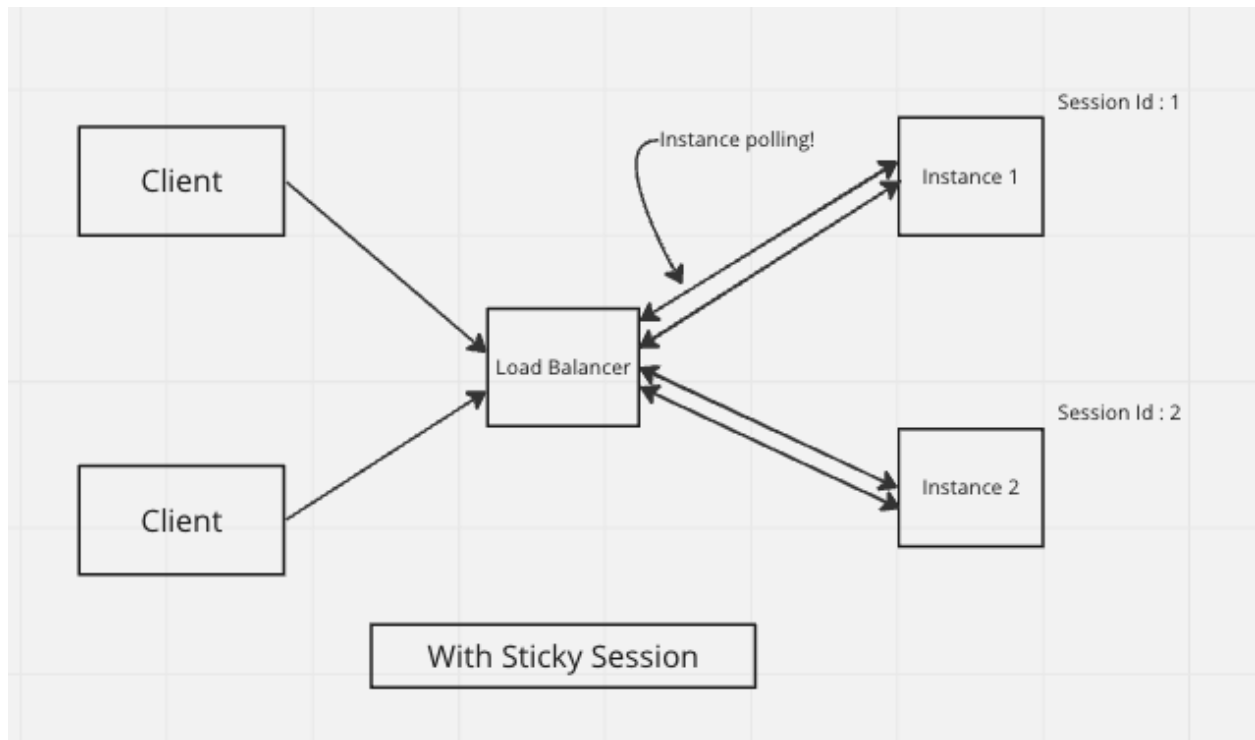 Session Id : 1
Instance polling!
Client
Instance 1
Load Balancer
Session Id : 2
Instance 2
Client
With Sticky Session